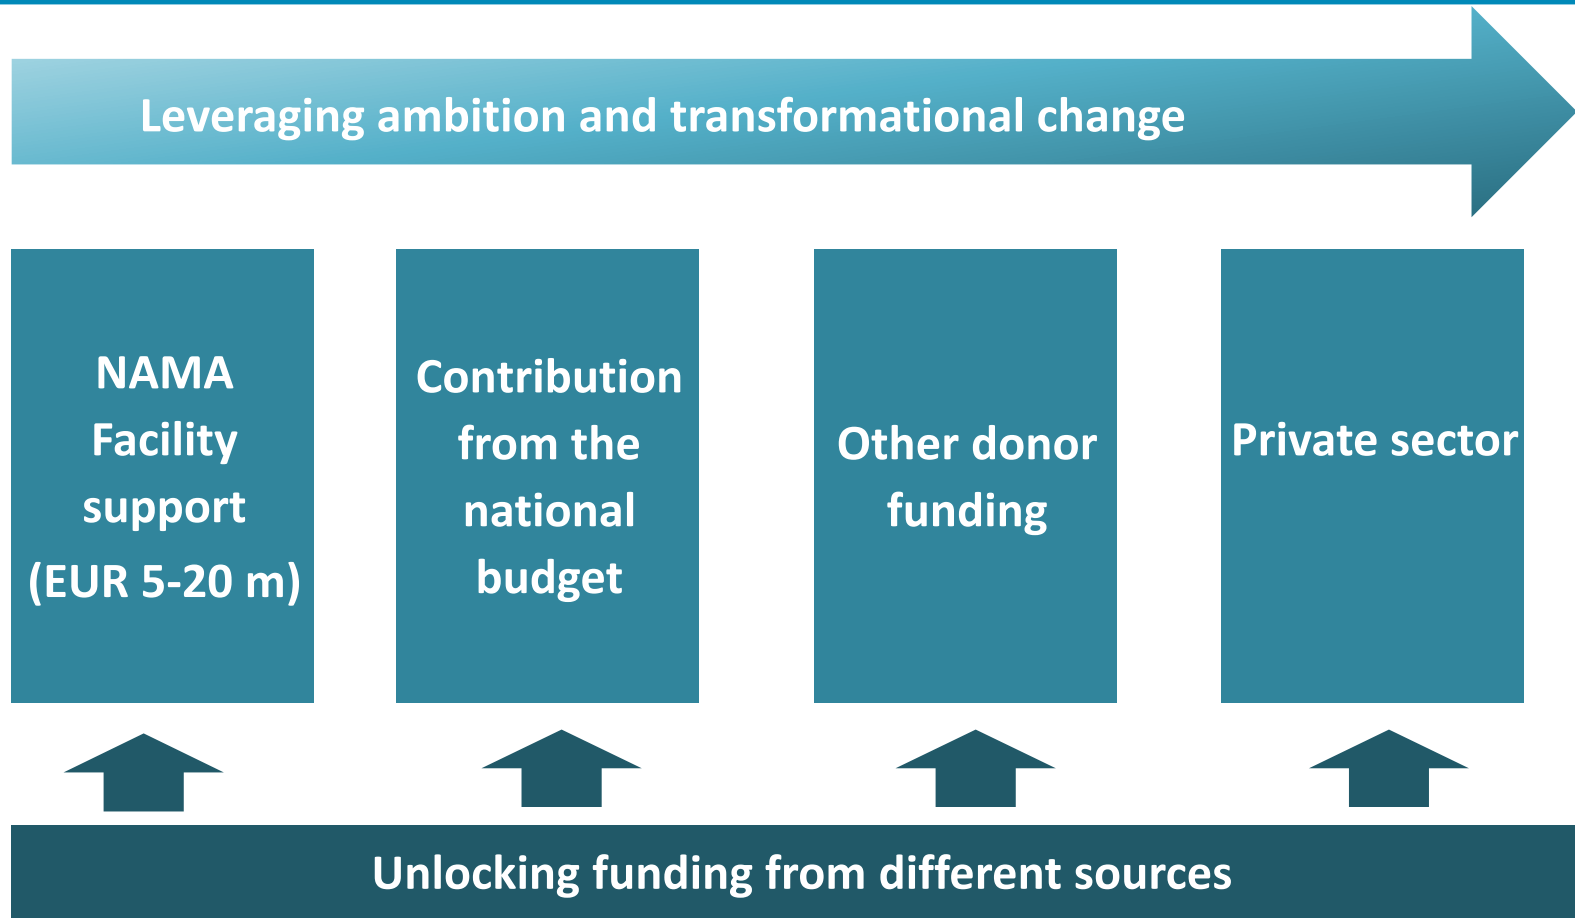 Leveraging ambition and transformational change
NAMA
Facility
support
(EUR 5-20 m)
Contribution
from the
national
budget
Other donor
funding
Private sector
Unlocking funding from different sources